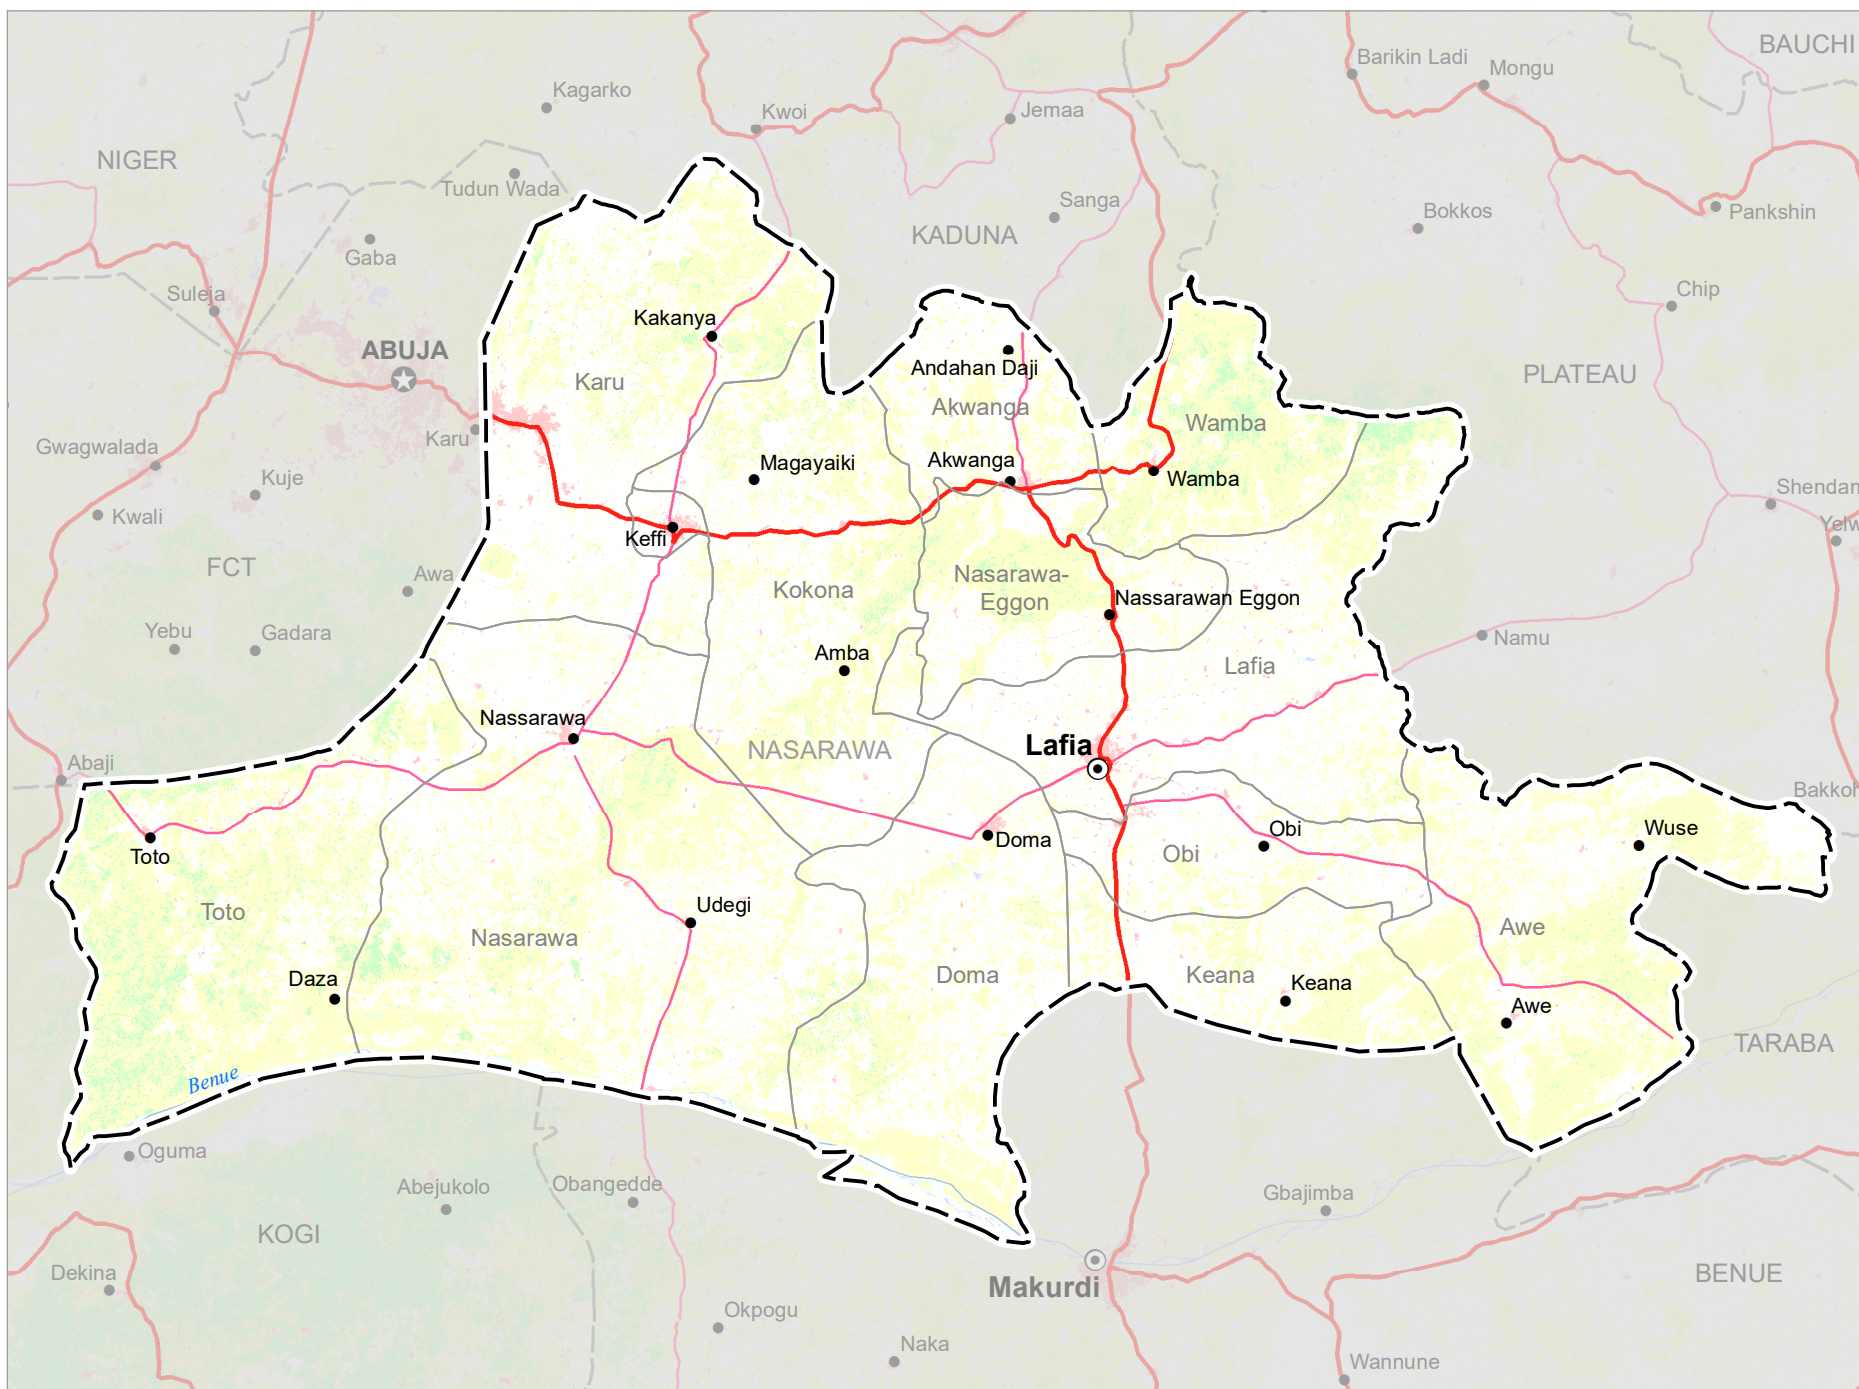 BAUCHI
Barikin Ladi
Mongu
Kagarko
Kwoi
Jemaa
NIGER
Tudun Wada
Sanga
Bokkos
Pankshin
KADUNA
Gaba
Suleja
Chip
Kakanya
ABUJA
Andahan Daji
PLATEAU
Karu
Akwanga
Wamba
Karu
Gwagwalada
Akwanga
Magayaiki
Wamba
Kuje
Shendam
Kwali
Yelw
Keffi
FCT
Awa
Kokona
Nasarawa-
Eggon
Nassarawan Eggon
Yebu
Gadara
Namu
Amba
Lafia
Nassarawa
NASARAWA
Lafia
Abaji
Bakkor
Toto
Doma
Obi
Obi
Wuse
Toto
Udegi
Nasarawa
Awe
Daza
Doma
Keana
Keana
Awe
TARABA
Benue
Oguma
Abejukolo
Obangedde
Gbajimba
KOGI
Dekina
Makurdi
BENUE
Okpogu
Naka
Wannune